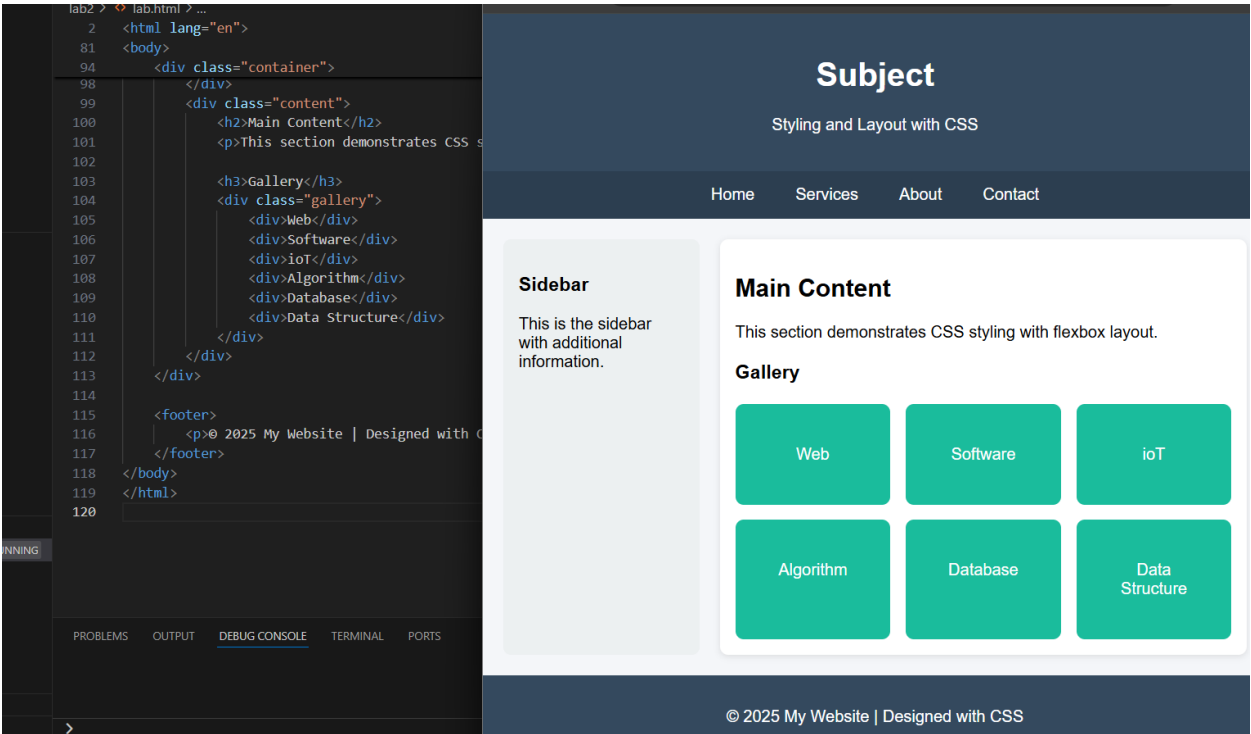 lab2 > lab.html > ...
2 <html lang="en">
81 <body>
94 <div class="container">
98 </div>
99 <div class="content">
100 <h2>Main Content</h2>
101 <p>This section demonstrates CSS s
102
103 <h3>Gallery</h3>
104 <div class="gallery">
105 <div>Web</div>
106 <div>Software</div>
107 <div>ioT</div>
108 <div>Algorithm</div>
109 <div>Database</div>
110 <div>Data Structure</div>
111 </div>
112 </div>
113 </div>
114
115 <footer>
116 <p>© 2025 My Website | Designed with C
117 </footer>
118 </body>
119 </html>
120
UNNING
PROBLEMS OUTPUT DEBUG CONSOLE TERMINAL PORTS
>
Subject
Styling and Layout with CSS
Home Services About Contact
Sidebar
This is the sidebar
with additional
information.
Main Content
This section demonstrates CSS styling with flexbox layout.
Gallery
Web Software ioT
Algorithm Database Data
Structure
© 2025 My Website | Designed with CSS